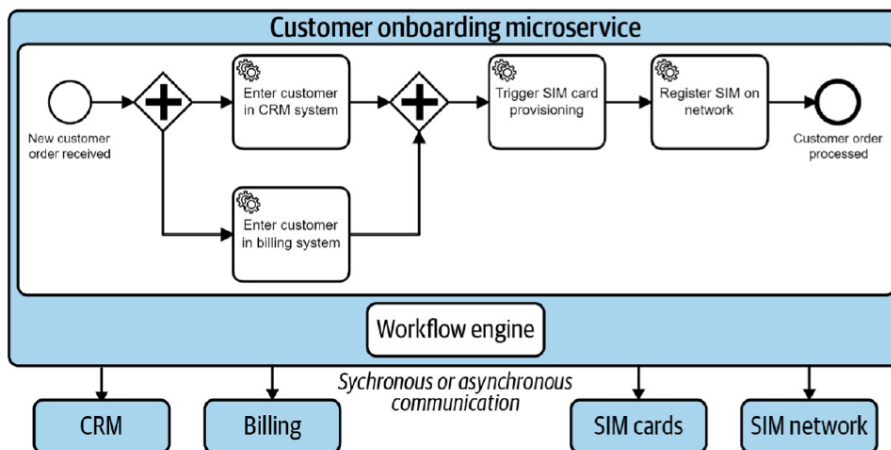 Customer onboarding microservice
Enter customer
in CRM system
Trigger SIM card
provisioning
Register SIM on
network
New customer
order received
Customer order
processed
Enter customer
in billing system
Workflow engine
Sychronous or asynchronous
communication
CRM
Billing
SIM cards
SIM network